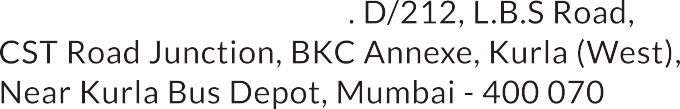 . D/212, L.B.S Road,
CST Road Junction, BKC Annexe, Kurla (West),
Near Kurla Bus Depot, Mumbai - 400 070